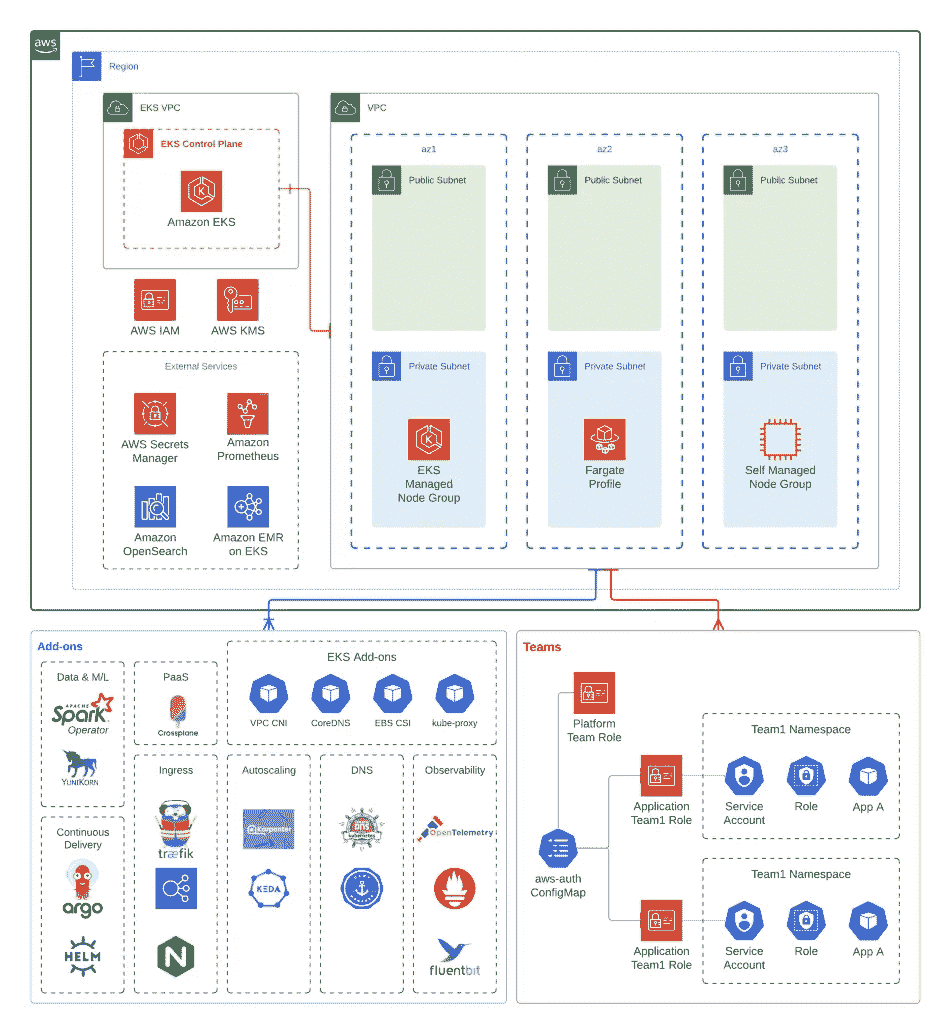 aws
Region
EKS VPC
EKS Control Plane
Amazon EKS
AWS IAM
AWS KMS
External Services
AWS Secrets
Manager
Amazon
Prometheus
Amazon
OpenSearch
Amazon EMR
on EKS
VPC
az1
Public Subnet
Private Subnet
EKS
Managed
Node Group
az2
Public Subnet
Private Subnet
Fargate
Profile
az3
Public Subnet
Private Subnet
Self Managed
Node Group
Add-ons
Data & M/L
APACHE
Spark
Operator
YUNIKORN
PaaS
Crossplane
EKS Add-ons
VPC CNI
CoreDNS
EBS CSI
kube-proxy
Continuous
Delivery
argo
HELM
Ingress
træfik
N
Autoscaling
Karpenter
KEDA
DNS
DNS
kubernetes
Observability
OpenTelemetry
fluentbit
Teams
Platform
Team Role
aws-auth
ConfigMap
Application
Team1 Role
Team1 Namespace
Service
Account
Role
App A
Application
Team1 Role
Team1 Namespace
Service
Account
Role
App A